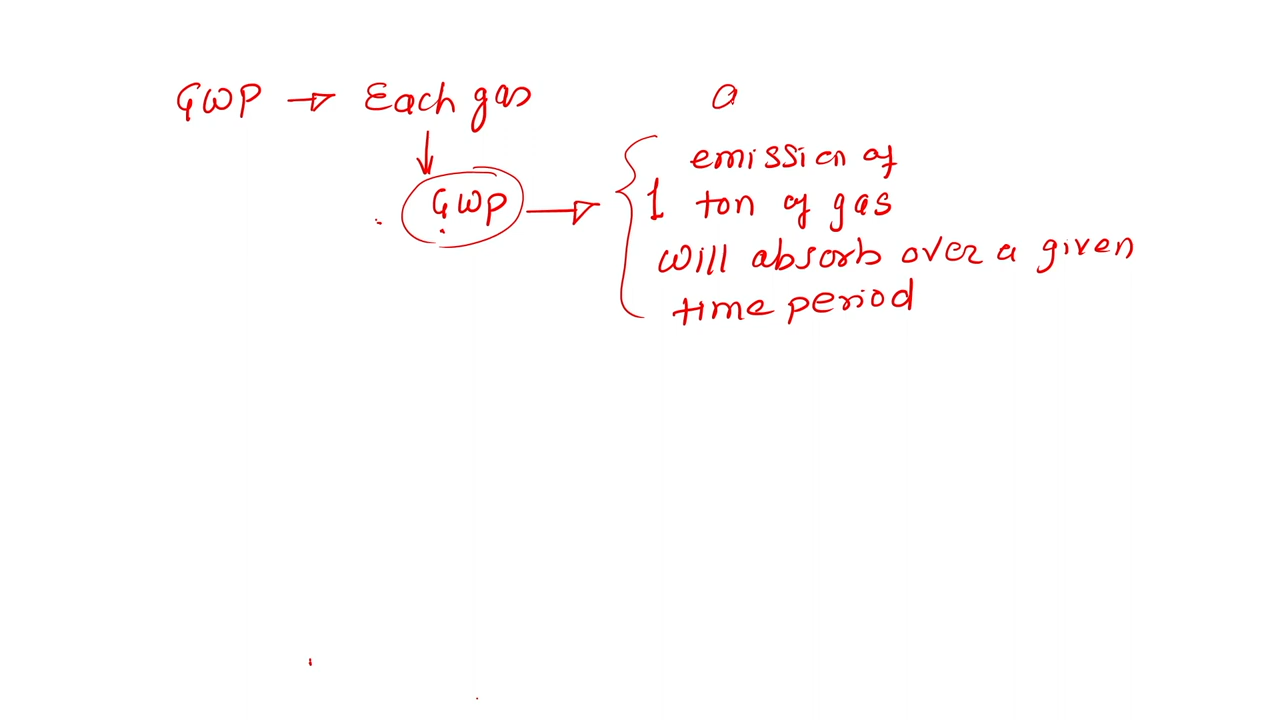 GWP → Each gas a
↓
GWP → { emission of
1 ton of gas
will absorb over a given
time period